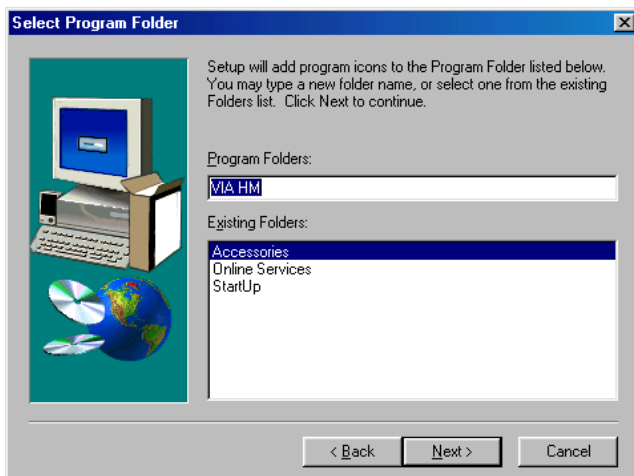 Select Program Folder
Setup will add program icons to the Program Folder listed below.
You may type a new folder name, or select one from the existing
Folders list. Click Next to continue.
Program Folders:
VIA HM
Existing Folders:
Accessories
Online Services
StartUp
< Back
Next >
Cancel